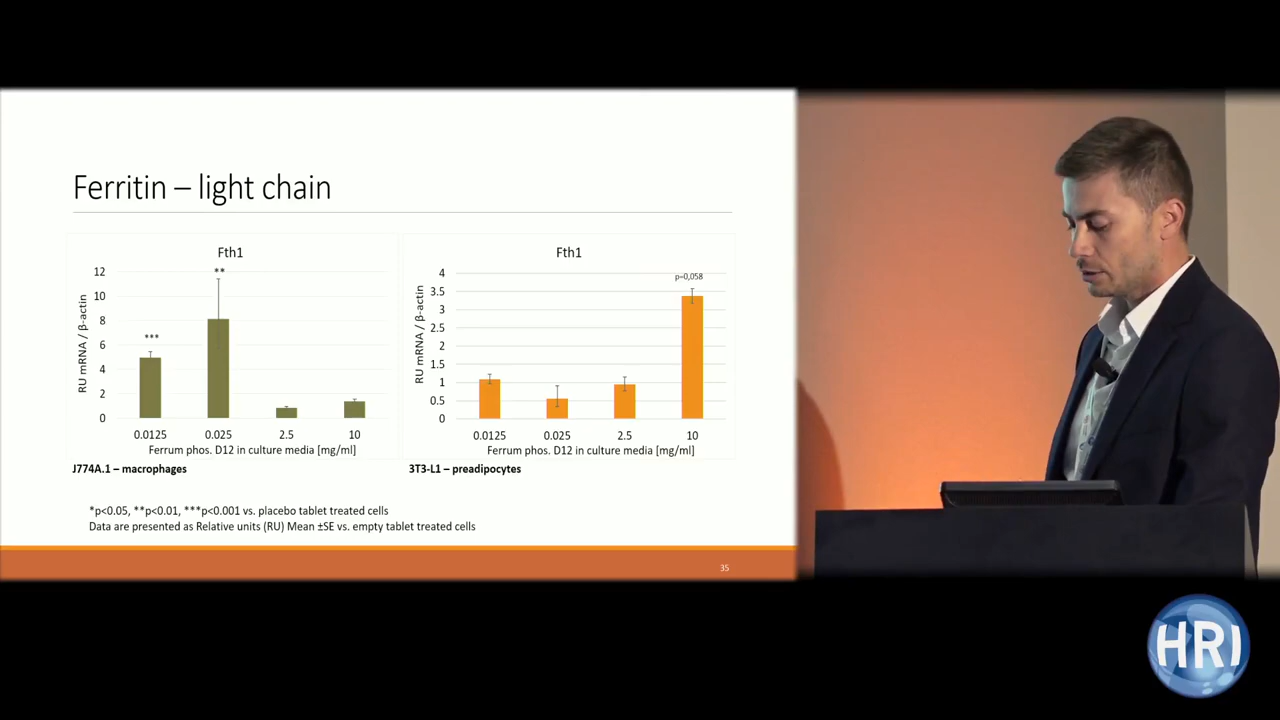 Ferritin – light chain
Fth1
12
10
8
6
4
2
0
RU mRNA / β-actin
***
**
0.0125 0.025 2.5 10
Ferrum phos. D12 in culture media [mg/ml]
J774A.1 – macrophages
Fth1
4
3.5
3
2.5
2
1.5
1
0.5
0
RU mRNA / β-actin
p=0,058
0.0125 0.025 2.5 10
Ferrum phos. D12 in culture media [mg/ml]
3T3-L1 – preadipocytes
*p<0.05, **p<0.01, ***p<0.001 vs. placebo tablet treated cells
Data are presented as Relative units (RU) Mean ±SE vs. empty tablet treated cells
35
HRI